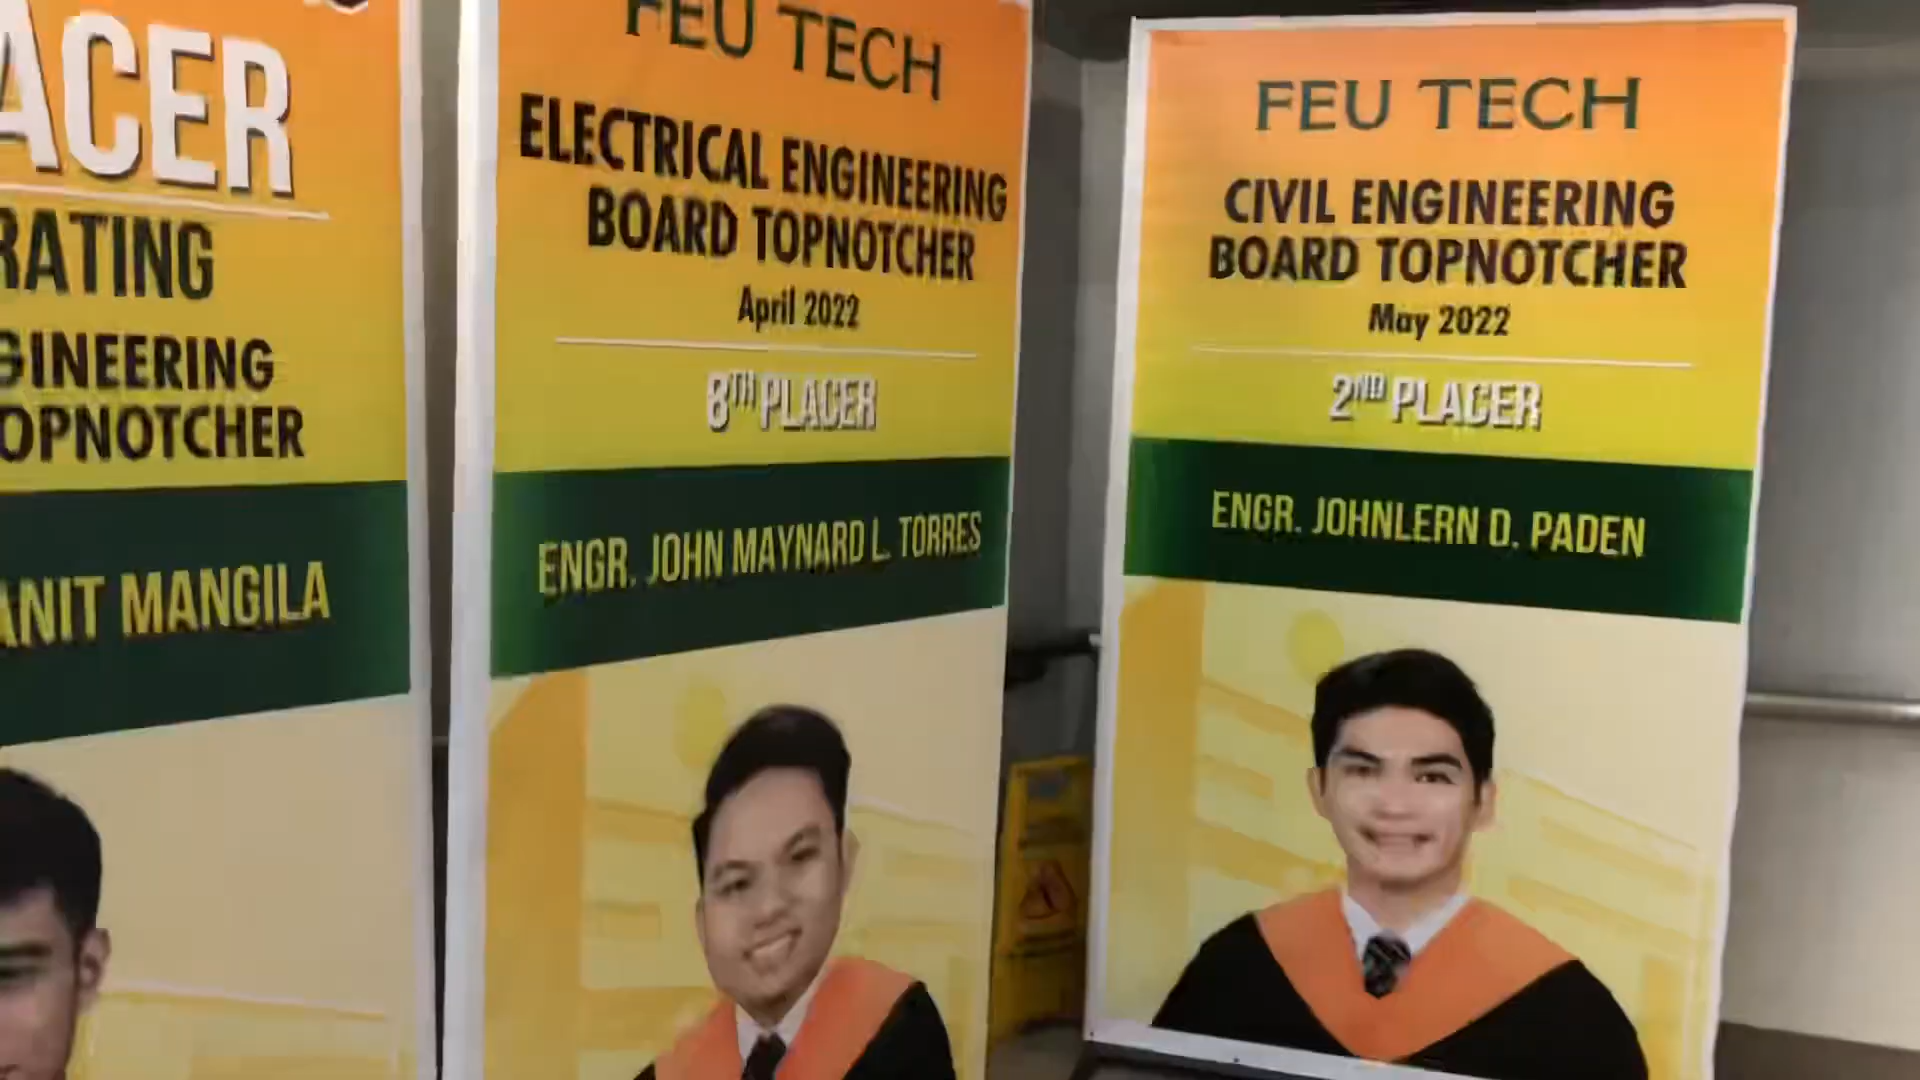 ACER
RATING
GINEERING
OPNOTCHER
ANIT MANGILA
FEU TECH
ELECTRICAL ENGINEERING
BOARD TOPNOTCHER
April 2022
8TH PLACER
ENGR. JOHN MAYNARD L. TORRES
FEU TECH
CIVIL ENGINEERING
BOARD TOPNOTCHER
May 2022
2ND PLACER
ENGR. JOHNLERN D. PADEN